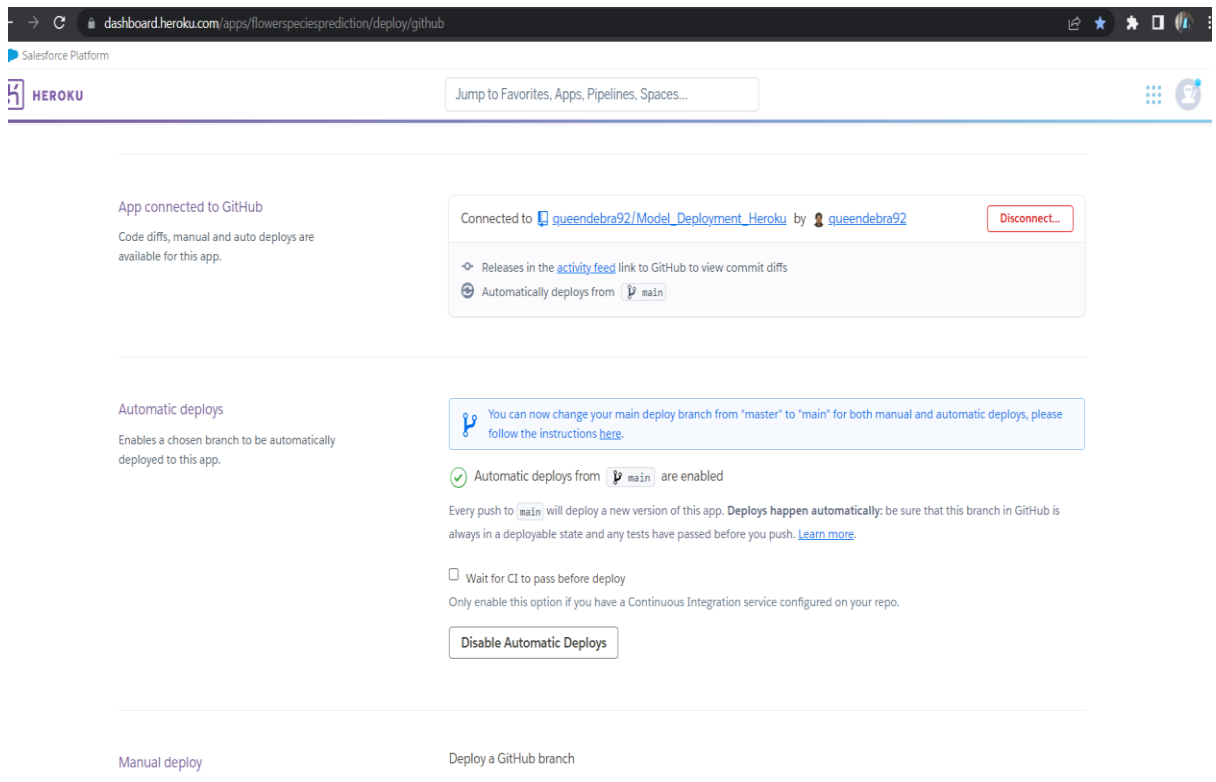 dashboard.heroku.com/apps/flowerspeciesprediction/deploy/github
Salesforce Platform
HEROKU
Jump to Favorites, Apps, Pipelines, Spaces...
App connected to GitHub
Code diffs, manual and auto deploys are
available for this app.
Connected to queendebra92/Model_Deployment_Heroku by queendebra92
Disconnect...
Releases in the activity feed link to GitHub to view commit diffs
Automatically deploys from main
Automatic deploys
Enables a chosen branch to be automatically
deployed to this app.
You can now change your main deploy branch from "master" to "main" for both manual and automatic deploys, please
follow the instructions here.
Automatic deploys from main are enabled
Every push to main will deploy a new version of this app. Deploys happen automatically: be sure that this branch in GitHub is
always in a deployable state and any tests have passed before you push. Learn more.
Wait for CI to pass before deploy
Only enable this option if you have a Continuous Integration service configured on your repo.
Disable Automatic Deploys
Manual deploy
Deploy a GitHub branch